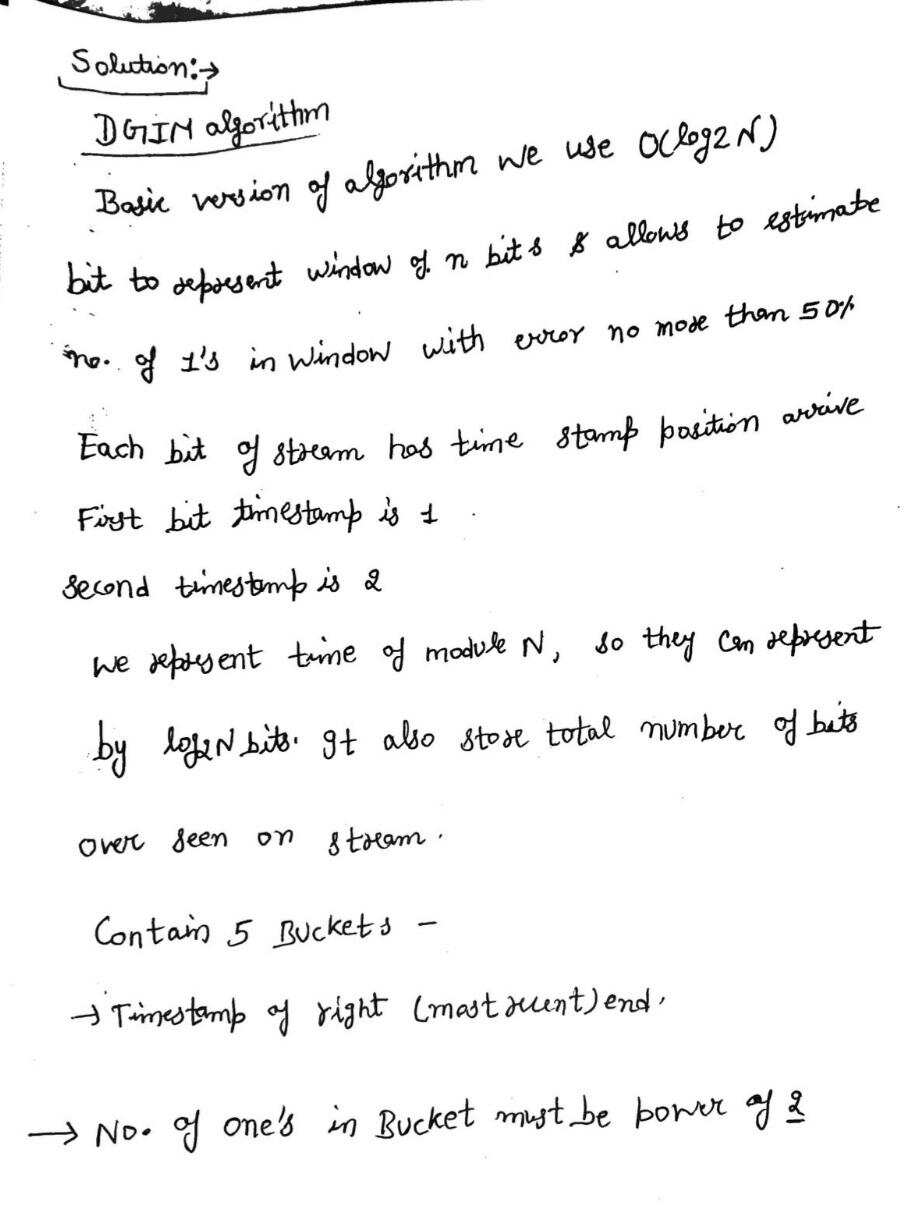 Solution:→
DGIM algorithm
Basic version of algorithm we use O(log2 N)
bit to represent window of n bits & allows to estimate
no. of 1's in window with error no more than 50%
Each bit of stream has time stamp position arrive
First bit timestamp is 1
second timestamp is 2
we represent time of module N, so they can represent
by log2N bits. It also store total number of bits
over seen on stream.
Contain 5 Buckets -
→ Timestamp of right (most recent) end.
→ No. of one's in Bucket must be power of 2